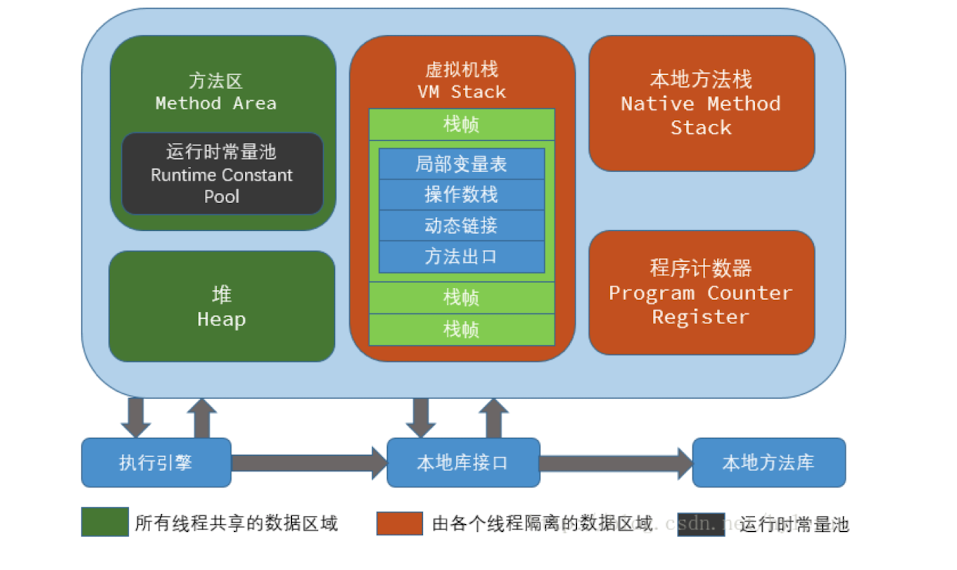 方法区
Method Area
运行时常量池
Runtime Constant
Pool
堆
Heap
虚拟机栈
VM Stack
栈帧
局部变量表
操作数栈
动态链接
方法出口
栈帧
栈帧
本地方法栈
Native Method
Stack
程序计数器
Program Counter
Register
执行引擎
本地库接口
本地方法库
所有线程共享的数据区域
由各个线程隔离的数据区域
运行时常量池